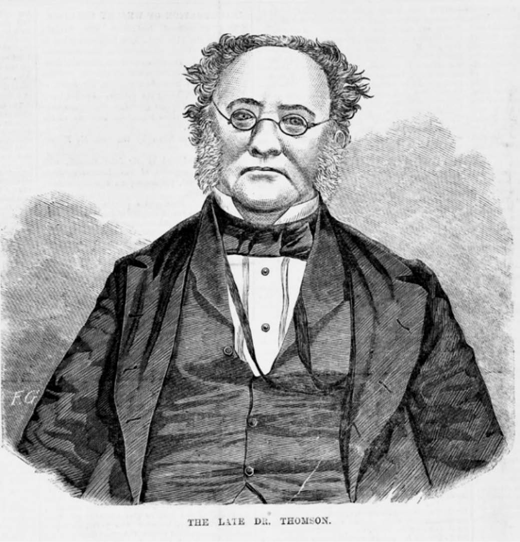 F.G
THE LATE DR. THOMSON.